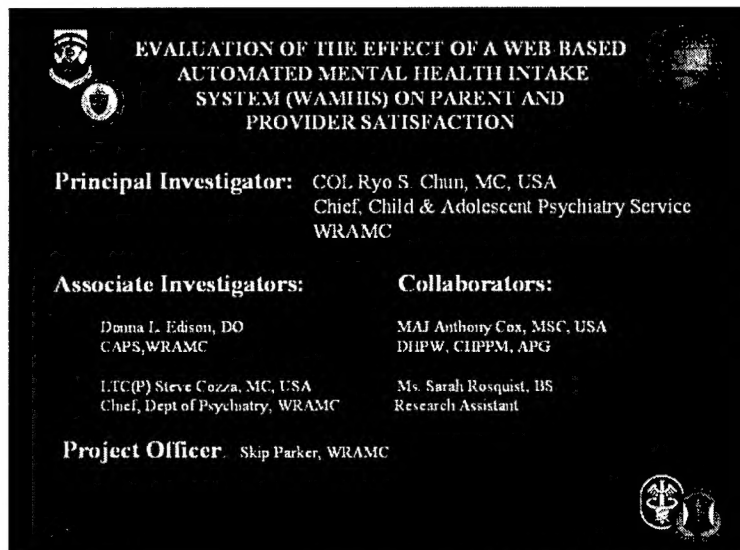 EVALUATION OF THE EFFECT OF A WEB-BASED
AUTOMATED MENTAL HEALTH INTAKE
SYSTEM (WAMHIS) ON PARENT AND
PROVIDER SATISFACTION
Principal Investigator: COL Ryo S. Chun, MC, USA
Chief, Child & Adolescent Psychiatry Service
WRAMC
Associate Investigators: Collaborators:
Donna L. Edison, DO MAJ Anthony Cox, MSC, USA
CAPS,WRAMC DHPW, CHPPM, APG
LTC(P) Steve Cozza, MC, USA Ms. Sarah Rosquist, BS
Chief, Dept of Psychiatry, WRAMC Research Assistant
Project Officer. Skip Parker, WRAMC